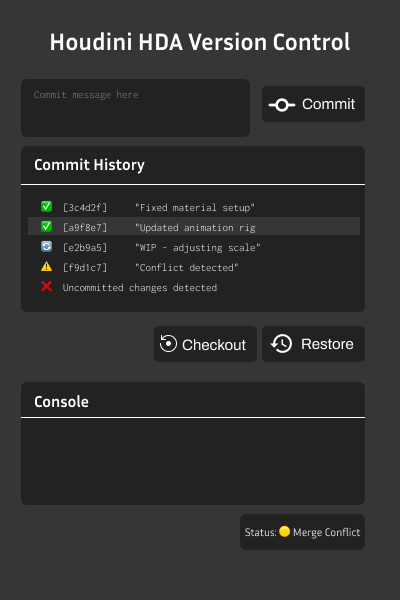 Houdini HDA Version Control
Commit message here
Commit
Commit History
✅ [3c4d2f] "Fixed material setup"
✅ [a9f8e7] "Updated animation rig
🔄 [e2b9a5] "WIP - adjusting scale"
⚠️ [f9d1c7] "Conflict detected"
❌ Uncommitted changes detected
Checkout
Restore
Console
Status: 🟡 Merge Conflict